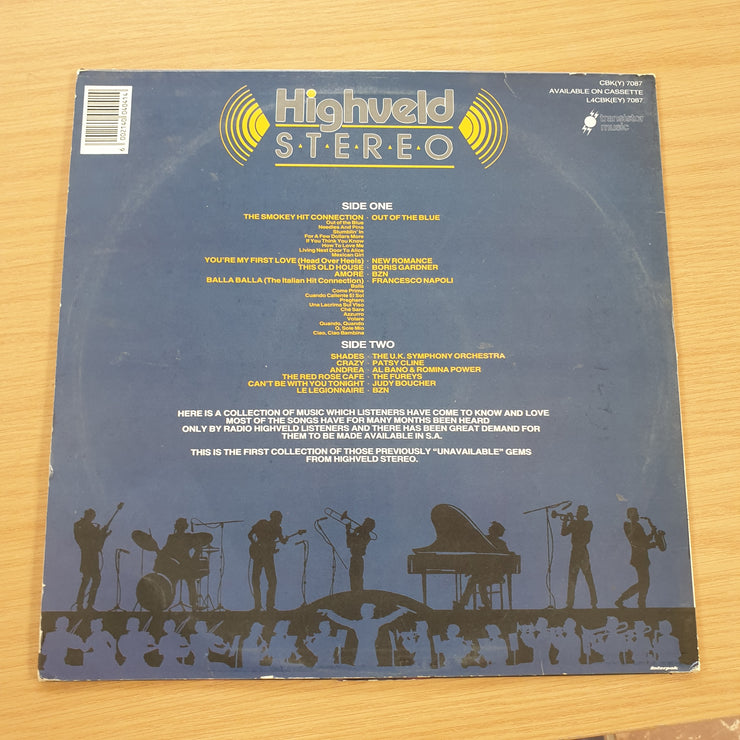 CBK(Y) 7087
AVAILABLE ON CASSETTE
L4CBK(EY) 7087
transistor
music
Highveld
S.T.E.R.E.O
SIDE ONE
THE SMOKEY HIT CONNECTION · OUT OF THE BLUE
Out of the Blue
Needles And Pins
Stumblin' In
For A Few Dollars More
If You Think You Know
How To Love Me
Living Next Door To Alice
Mexican Girl
YOU'RE MY FIRST LOVE (Head Over Heels) · NEW ROMANCE
THIS OLD HOUSE · BORIS GARDNER
AMORÉ · BZN
BALLA BALLA (The Italian Hit Connection) · FRANCESCO NAPOLI
Balla
Come Prima
Cuando Caliente El Sol
Preghero
Una Lacrima Sul Viso
Ché Sara
Azzurro
Volare
Quando, Quando
O, Sole Mio
Ciao, Ciao Bambina
SIDE TWO
SHADES · THE U.K. SYMPHONY ORCHESTRA
CRAZY · PATSY CLINE
ANDREA · AL BANO & ROMINA POWER
THE RED ROSE CAFÉ · THE FUREYS
CAN'T BE WITH YOU TONIGHT · JUDY BOUCHER
LE LEGIONNAIRE · BZN
HERE IS A COLLECTION OF MUSIC WHICH LISTENERS HAVE COME TO KNOW AND LOVE
MOST OF THE SONGS HAVE FOR MANY MONTHS BEEN HEARD
ONLY BY RADIO HIGHVELD LISTENERS AND THERE HAS BEEN GREAT DEMAND FOR
THEM TO BE MADE AVAILABLE IN S.A.
THIS IS THE FIRST COLLECTION OF THOSE PREVIOUSLY "UNAVAILABLE" GEMS
FROM HIGHVELD STEREO.
Interpak